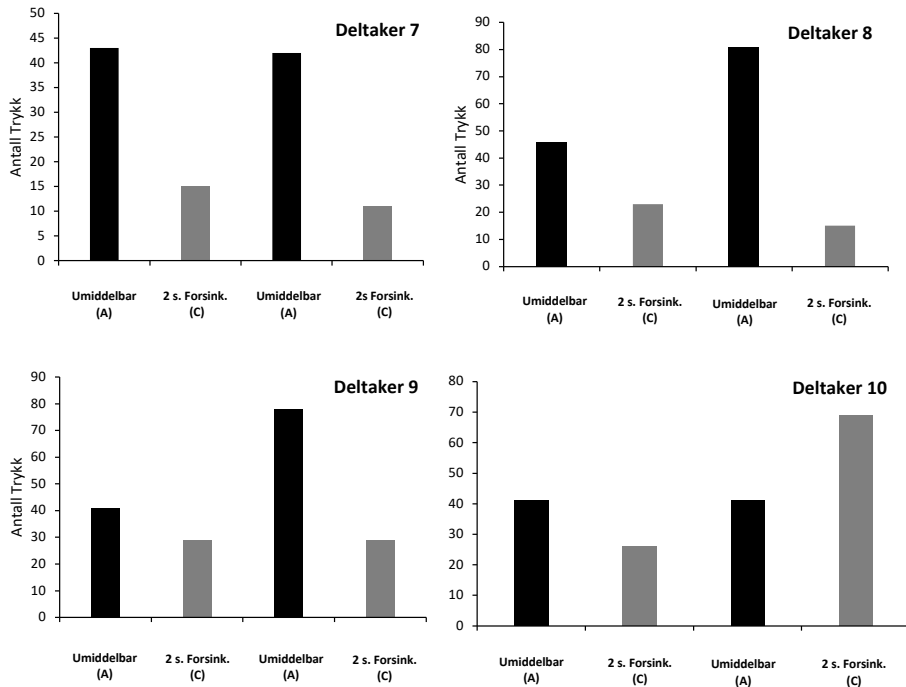 Deltaker 7
Antall Trykk
50
45
40
35
30
25
20
15
10
5
0
Umiddelbar 2 s. Forsink. Umiddelbar 2s Forsink.
(A) (C) (A) (C)
Deltaker 8
Antall Trykk
90
80
70
60
50
40
30
20
10
0
Umiddelbar 2 s. Forsink. Umiddelbar 2 s. Forsink.
(A) (C) (A) (C)
Deltaker 9
Antall Trykk
90
80
70
60
50
40
30
20
10
0
Umiddelbar 2 s. Forsink. Umiddelbar 2 s. Forsink.
(A) (C) (A) (C)
Deltaker 10
80
70
60
50
40
30
20
10
0
Umiddelbar 2 s. Forsink. Umiddelbar 2 s. Forsink.
(A) (C) (A) (C)